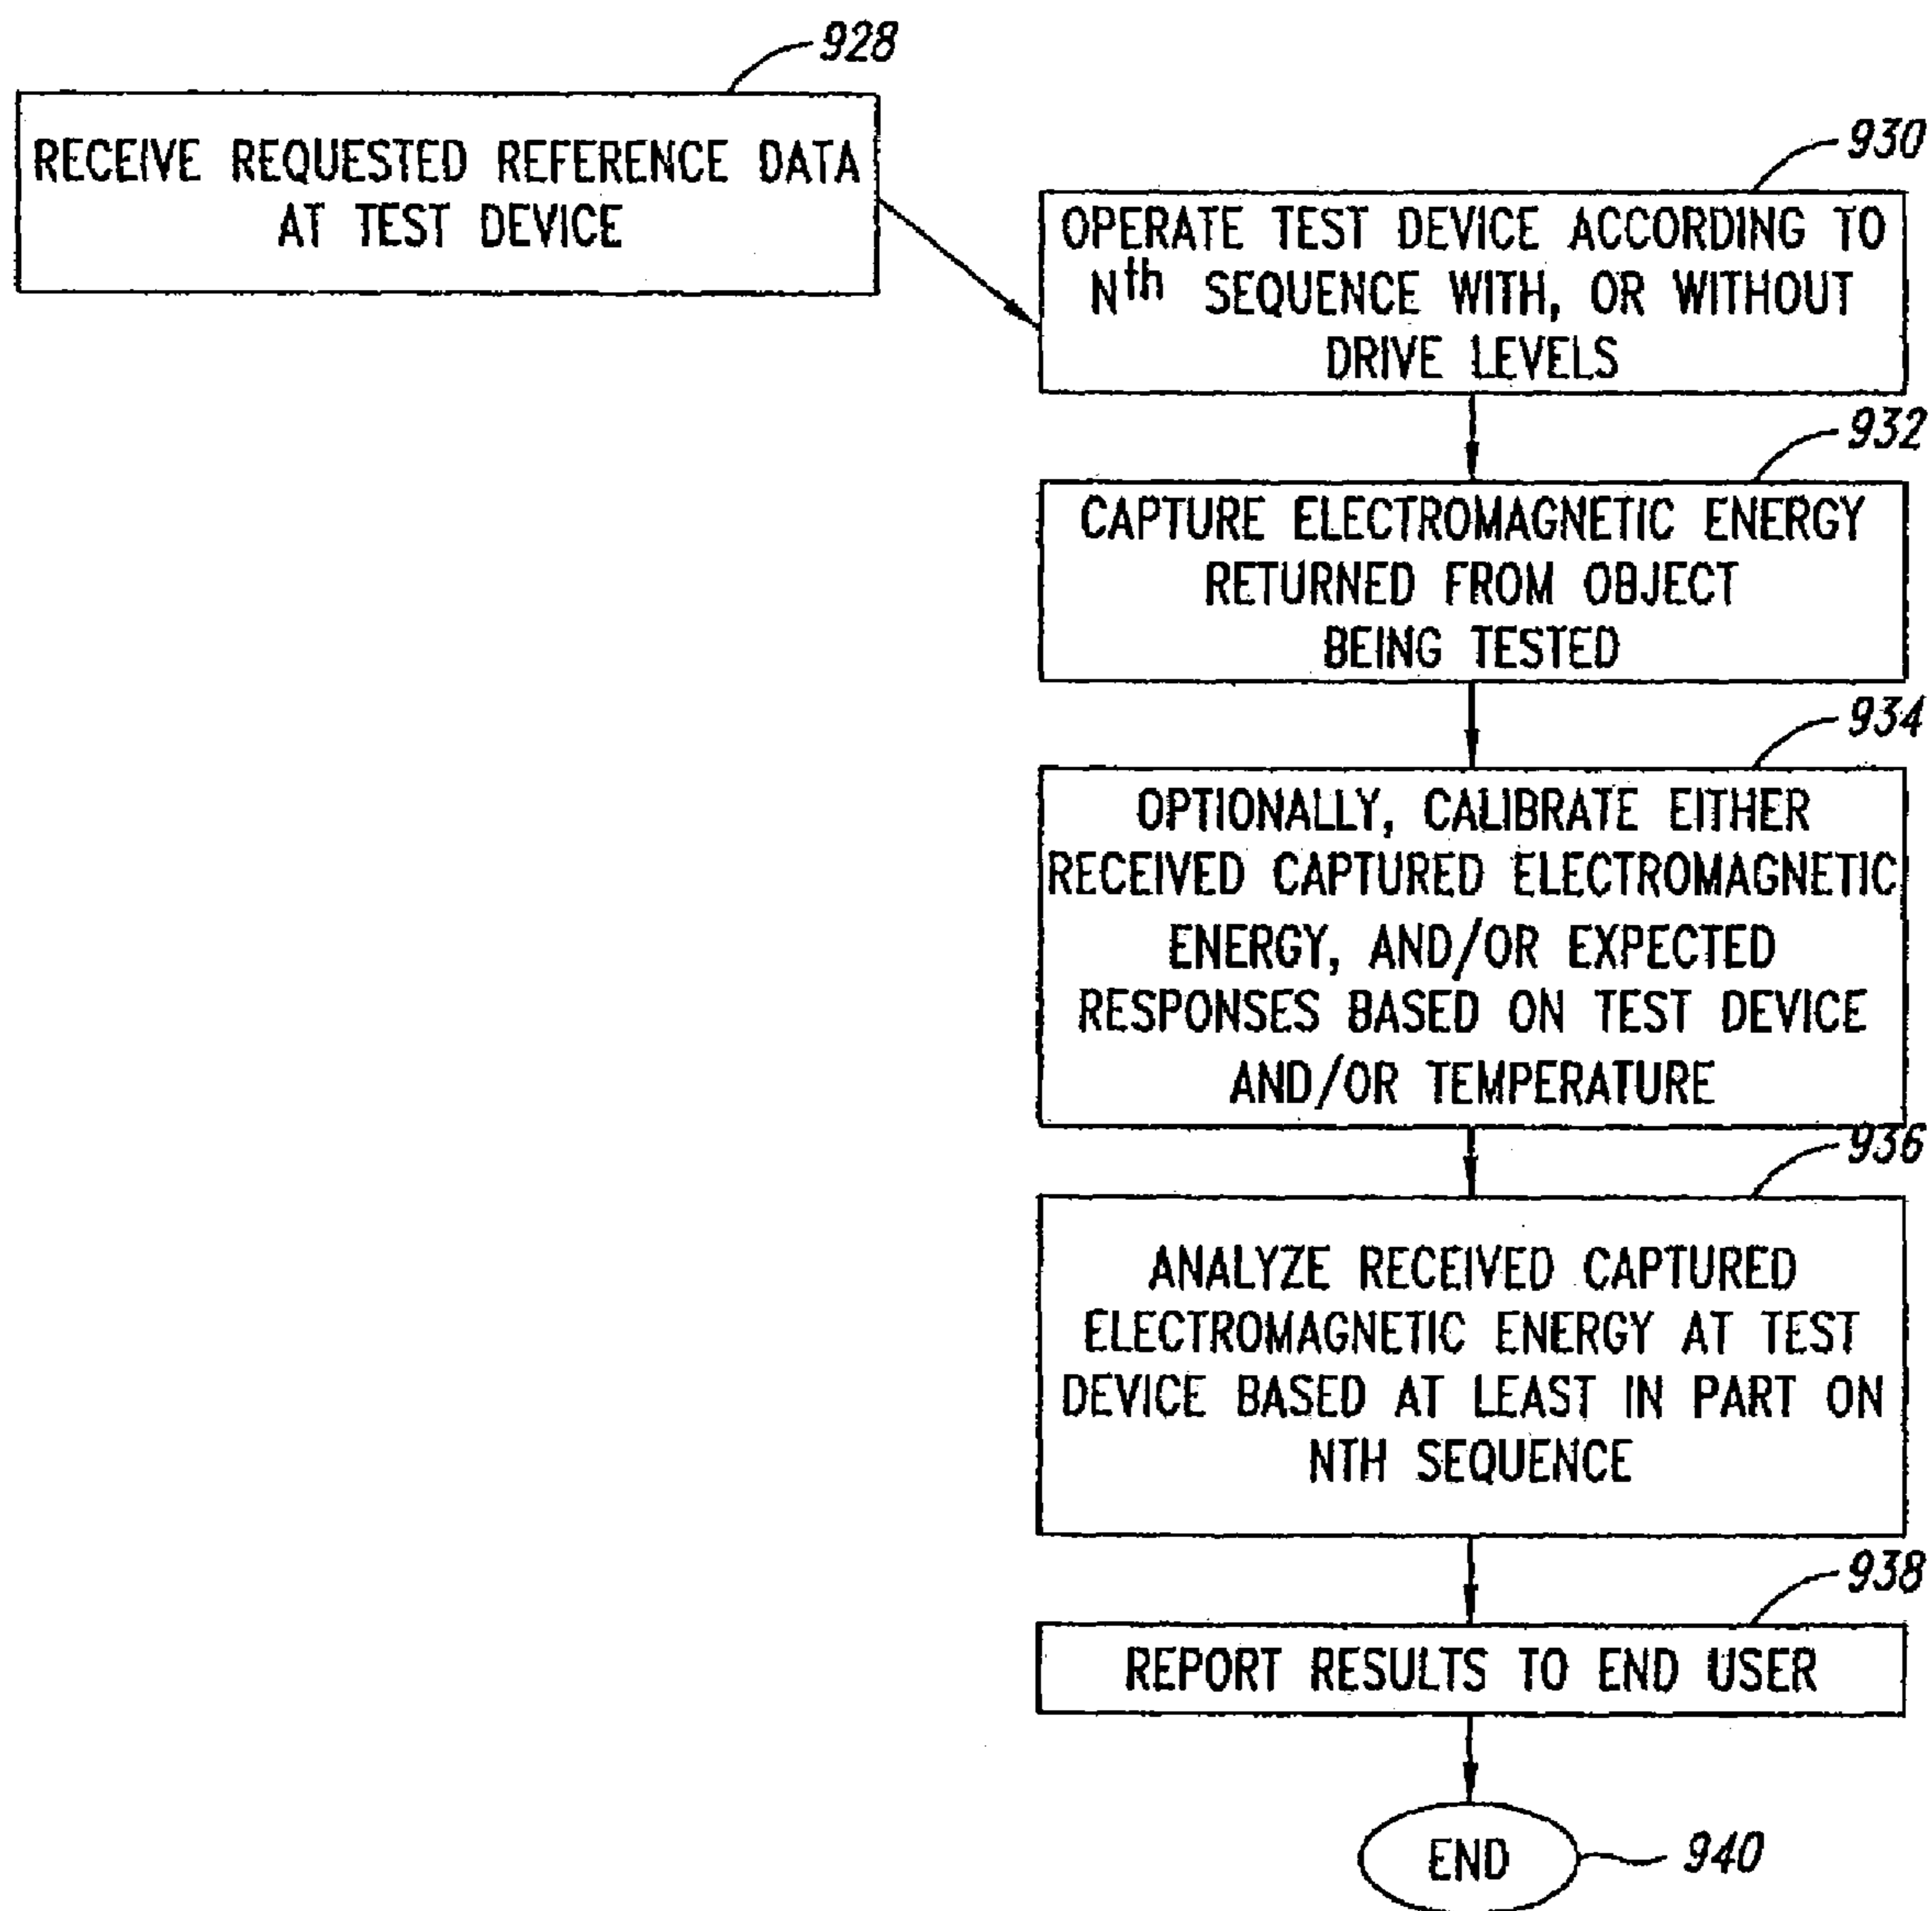 928
RECEIVE REQUESTED REFERENCE DATA
AT TEST DEVICE
930
OPERATE TEST DEVICE ACCORDING TO
Nth SEQUENCE WITH, OR WITHOUT
DRIVE LEVELS
932
CAPTURE ELECTROMAGNETIC ENERGY
RETURNED FROM OBJECT
BEING TESTED
934
OPTIONALLY, CALIBRATE EITHER
RECEIVED CAPTURED ELECTROMAGNETIC
ENERGY, AND/OR EXPECTED
RESPONSES BASED ON TEST DEVICE
AND/OR TEMPERATURE
936
ANALYZE RECEIVED CAPTURED
ELECTROMAGNETIC ENERGY AT TEST
DEVICE BASED AT LEAST IN PART ON
NTH SEQUENCE
938
REPORT RESULTS TO END USER
END
940